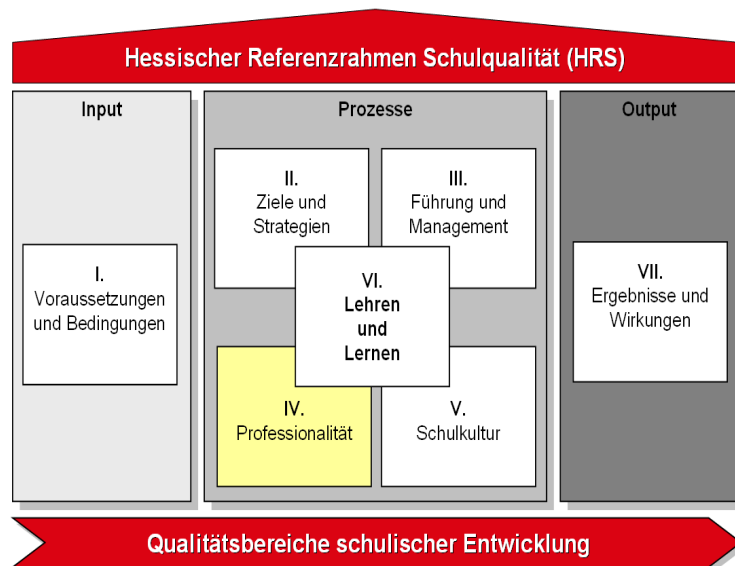 Hessischer Referenzrahmen Schulqualität (HRS)
Input
Prozesse
Output
I.
Voraussetzungen
und Bedingungen
II.
Ziele und
Strategien
III.
Führung und
Management
VI.
Lehren
und
Lernen
IV.
Professionalität
V.
Schulkultur
VII.
Ergebnisse und
Wirkungen
Qualitätsbereiche schulischer Entwicklung